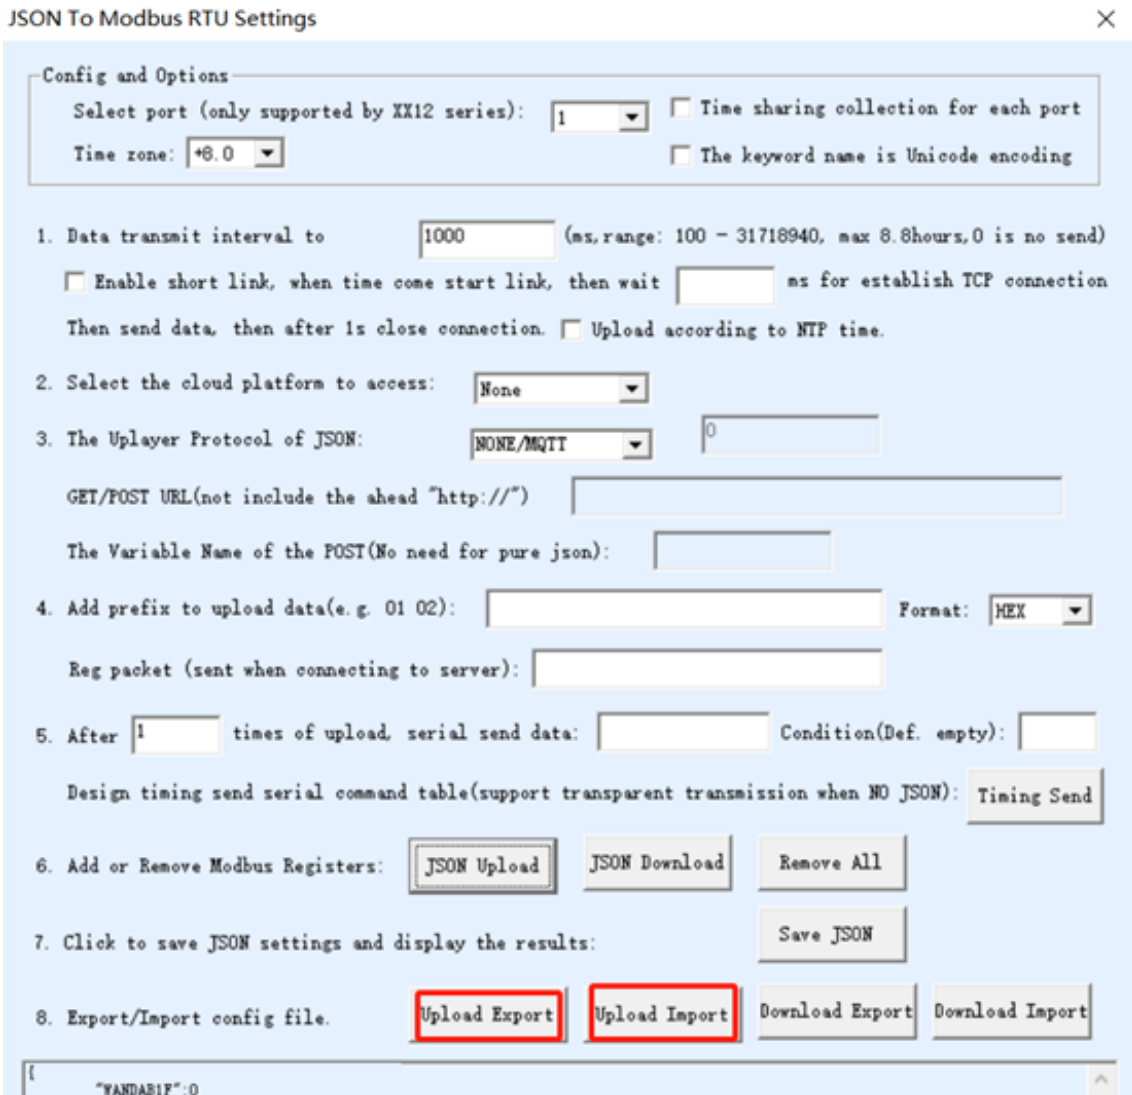 JSON To Modbus RTU Settings
Config and Options
Select port (only supported by XX12 series): 1
Time sharing collection for each port
Time zone: +8.0
The keyword name is Unicode encoding
1. Data transmit interval to 1000 (ms,range: 100 - 31718940, max 8.8hours,0 is no send)
Enable short link, when time come start link, then wait ms for establish TCP connection
Then send data, then after 1s close connection. Upload according to NTP time.
2. Select the cloud platform to access: None
3. The Uplayer Protocol of JSON: NONE/MQTT 0
GET/POST URL(not include the ahead "http://")
The Variable Name of the POST(No need for pure json):
4. Add prefix to upload data(e.g. 01 02): Format: HEX
Reg packet (sent when connecting to server):
5. After 1 times of upload, serial send data: Condition(Def. empty):
Design timing send serial command table(support transparent transmission when NO JSON): Timing Send
6. Add or Remove Modbus Registers: JSON Upload JSON Download Remove All
7. Click to save JSON settings and display the results: Save JSON
8. Export/Import config file. Upload Export Upload Import Download Export Download Import
{
"WANDAB1F":0